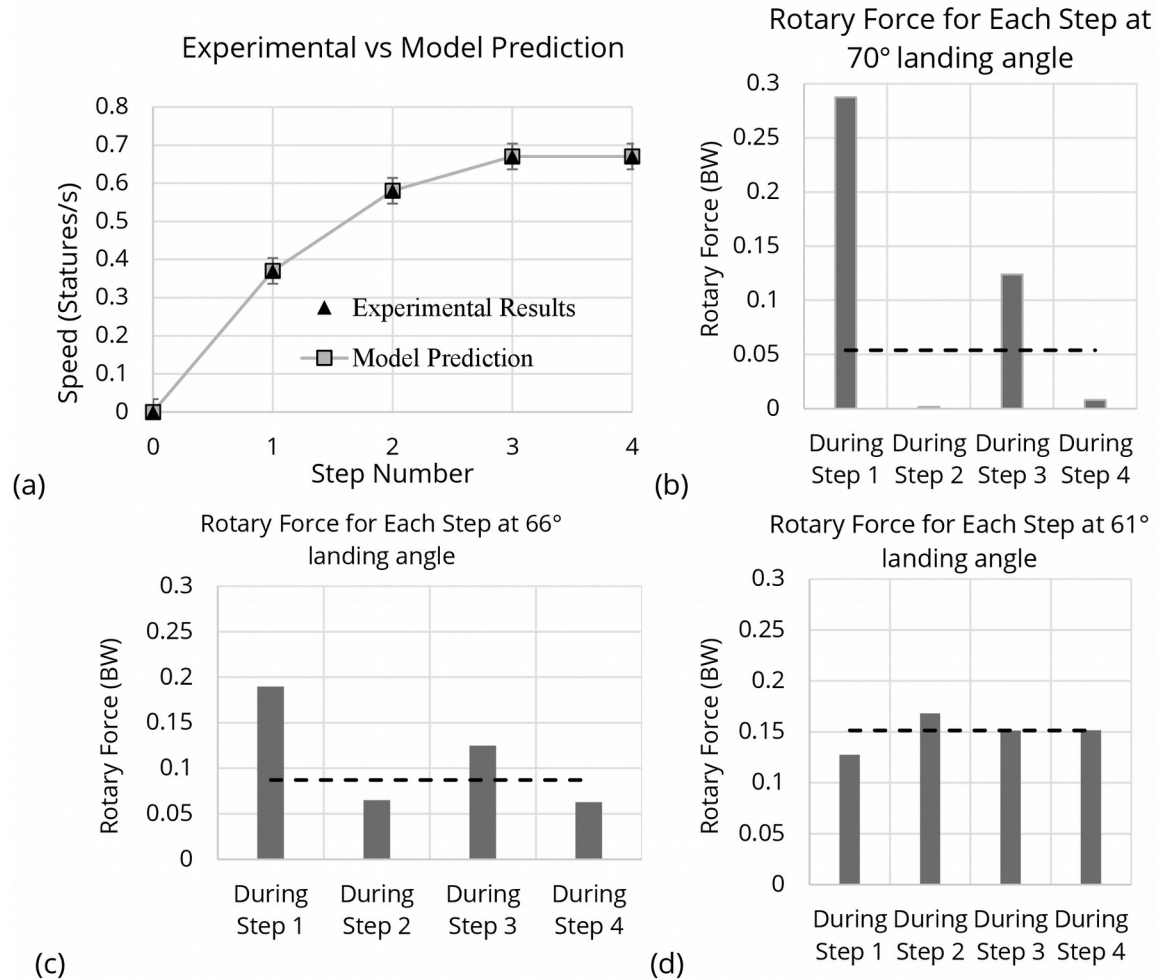 Experimental vs Model Prediction
Speed (Statures/s)
0.8
0.7
0.6
0.5
0.4
0.3
0.2
0.1
0
0 1 2 3 4
Step Number
Experimental Results
Model Prediction
(a)
Rotary Force for Each Step at
70° landing angle
Rotary Force (BW)
0.3
0.25
0.2
0.15
0.1
0.05
0
During During During During
Step 1 Step 2 Step 3 Step 4
(b)
Rotary Force for Each Step at 66°
landing angle
Rotary Force (BW)
0.3
0.25
0.2
0.15
0.1
0.05
0
During During During During
Step 1 Step 2 Step 3 Step 4
(c)
Rotary Force for Each Step at 61°
landing angle
Rotary Force (BW)
0.3
0.25
0.2
0.15
0.1
0.05
0
During During During During
Step 1 Step 2 Step 3 Step 4
(d)